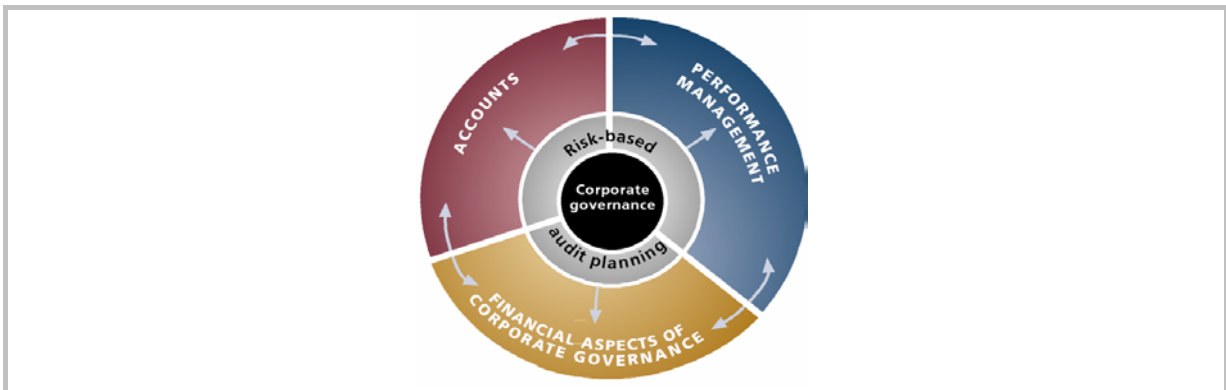 ACCOUNTS
PERFORMANCE
MANAGEMENT
Risk-based
Corporate
governance
audit planning
FINANCIAL ASPECTS OF
CORPORATE GOVERNANCE